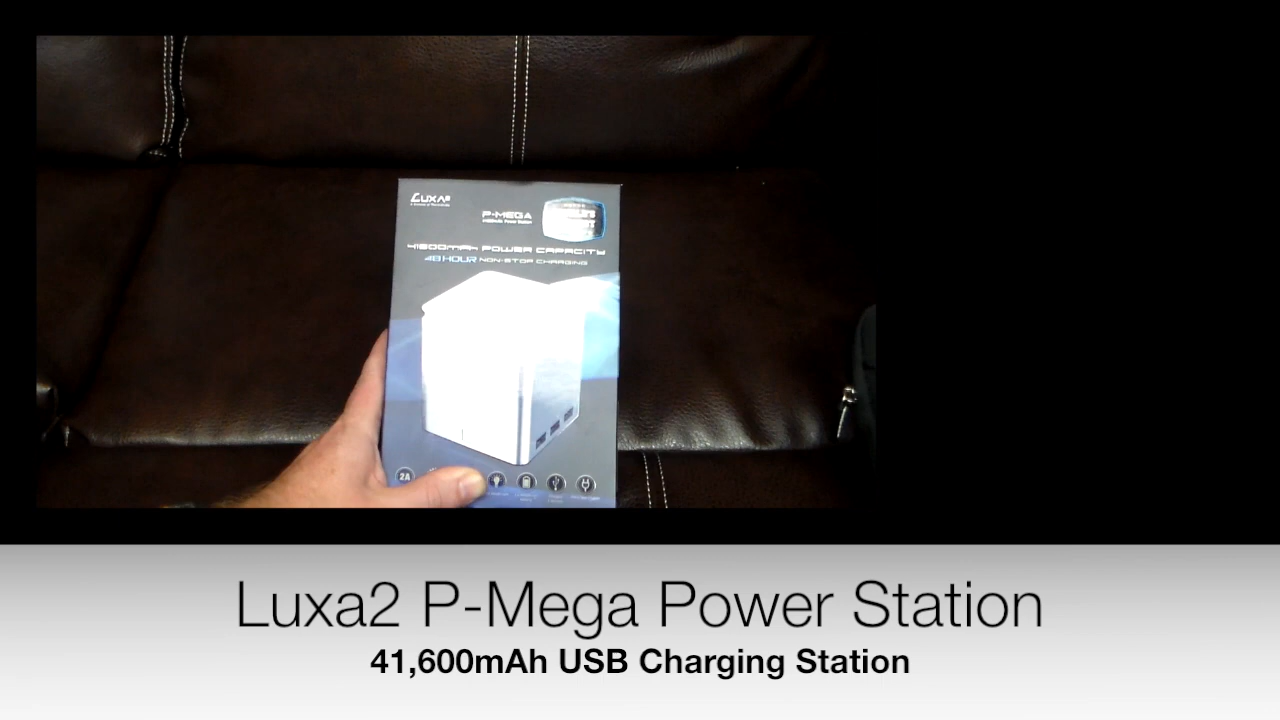 LUXA2
P-MEGA
41600mAh POWER CAPACITY
48 HOUR NON-STOP CHARGING
2A
Luxa2 P-Mega Power Station
41,600mAh USB Charging Station